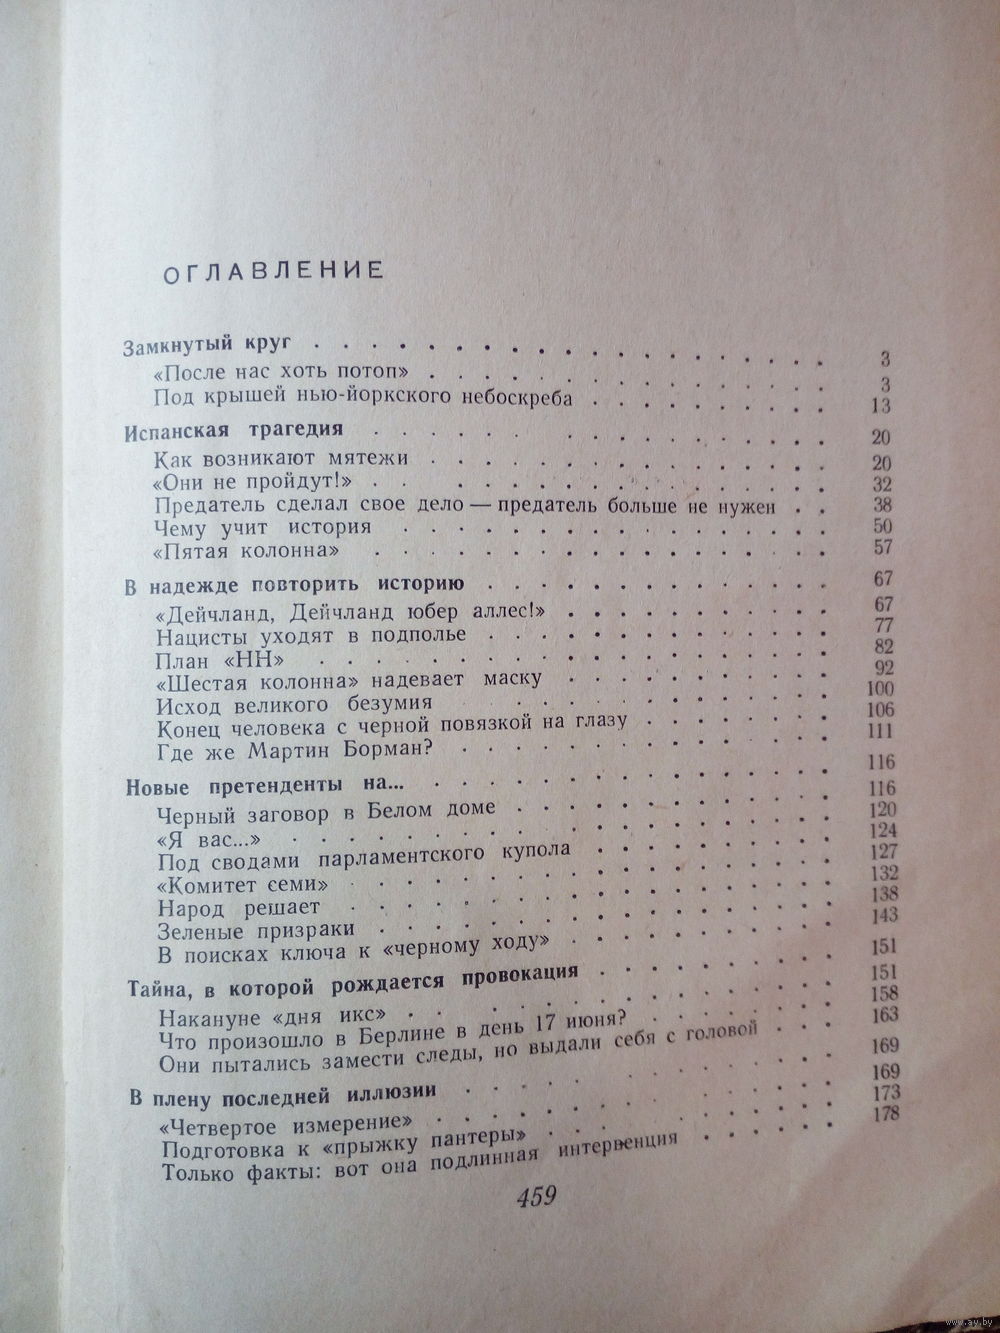 ОГЛАВЛЕНИЕ
Замкнутый круг . . . . . . . . . . . . . . . . . . . 3
«После нас хоть потоп» . . . . . . . . . . . . . . . 3
Под крышей нью-йоркского небоскреба . . . . . . . . . 13
Испанская трагедия . . . . . . . . . . . . . . . . 20
Как возникают мятежи . . . . . . . . . . . . . . . 20
«Они не пройдут!» . . . . . . . . . . . . . . . . 32
Предатель сделал свое дело — предатель больше не нужен . . 38
Чему учит история . . . . . . . . . . . . . . . . 50
«Пятая колонна» . . . . . . . . . . . . . . . . . 57
В надежде повторить историю . . . . . . . . . . . . . 67
«Дейчланд, Дейчланд юбер аллес!» . . . . . . . . . . 67
Нацисты уходят в подполье . . . . . . . . . . . . . 77
План «НН» . . . . . . . . . . . . . . . . . . . 82
«Шестая колонна» надевает маску . . . . . . . . . . 92
Исход великого безумия . . . . . . . . . . . . . 100
Конец человека с черной повязкой на глазу . . . . . . . 106
Где же Мартин Борман? . . . . . . . . . . . . . . 111
Новые претенденты на... . . . . . . . . . . . . . . . 116
Черный заговор в Белом доме . . . . . . . . . . . . 116
«Я вас...» . . . . . . . . . . . . . . . . . . . 120
Под сводами парламентского купола . . . . . . . . . 124
«Комитет семи» . . . . . . . . . . . . . . . . . 127
Народ решает . . . . . . . . . . . . . . . . . . 132
Зеленые призраки . . . . . . . . . . . . . . . . 138
В поисках ключа к «черному ходу» . . . . . . . . . . 143
Тайна, в которой рождается провокация . . . . . . . . . 151
Накануне «дня икс» . . . . . . . . . . . . . . . . 151
Что произошло в Берлине в день 17 июня? . . . . . . . 158
Они пытались замести следы, но выдали себя с головой . . . 163
В плену последней иллюзии . . . . . . . . . . . . . . 169
«Четвертое измерение» . . . . . . . . . . . . . . 169
Подготовка к «прыжку пантеры» . . . . . . . . . . . 173
Только факты: вот она подлинная интервенция . . . . . 178
459
www.ay.by